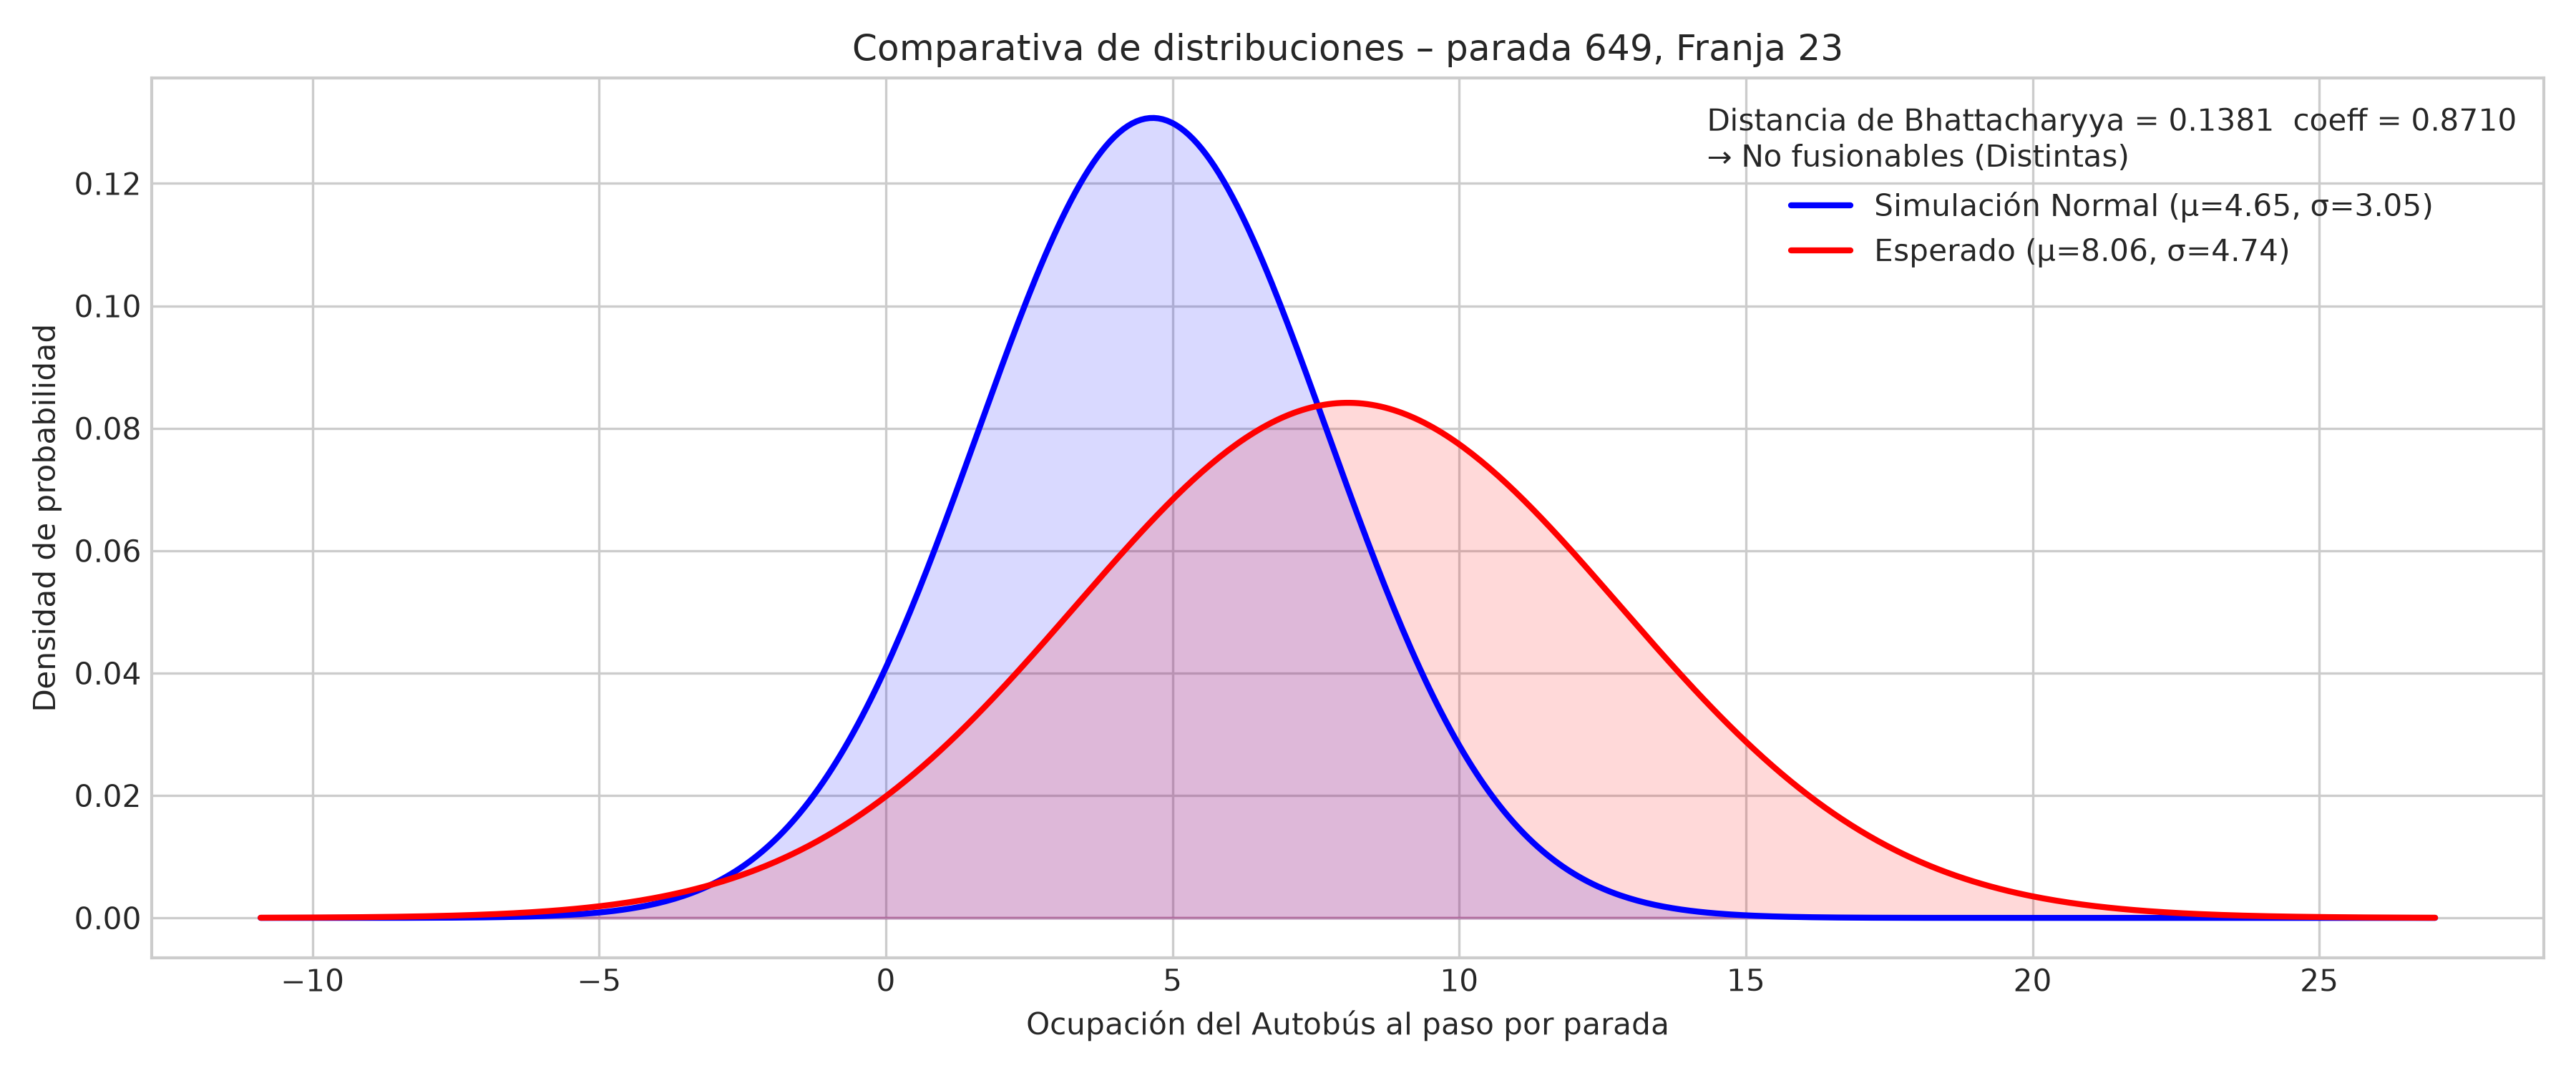 Comparativa de distribuciones – parada 649, Franja 23
Distancia de Bhattacharyya = 0.1381  coeff = 0.8710
→ No fusionables (Distintas)
Simulación Normal (μ=4.65, σ=3.05)
Esperado (μ=8.06, σ=4.74)
Densidad de probabilidad
0.12
0.10
0.08
0.06
0.04
0.02
0.00
−10 −5 0 5 10 15 20 25
Ocupación del Autobús al paso por parada